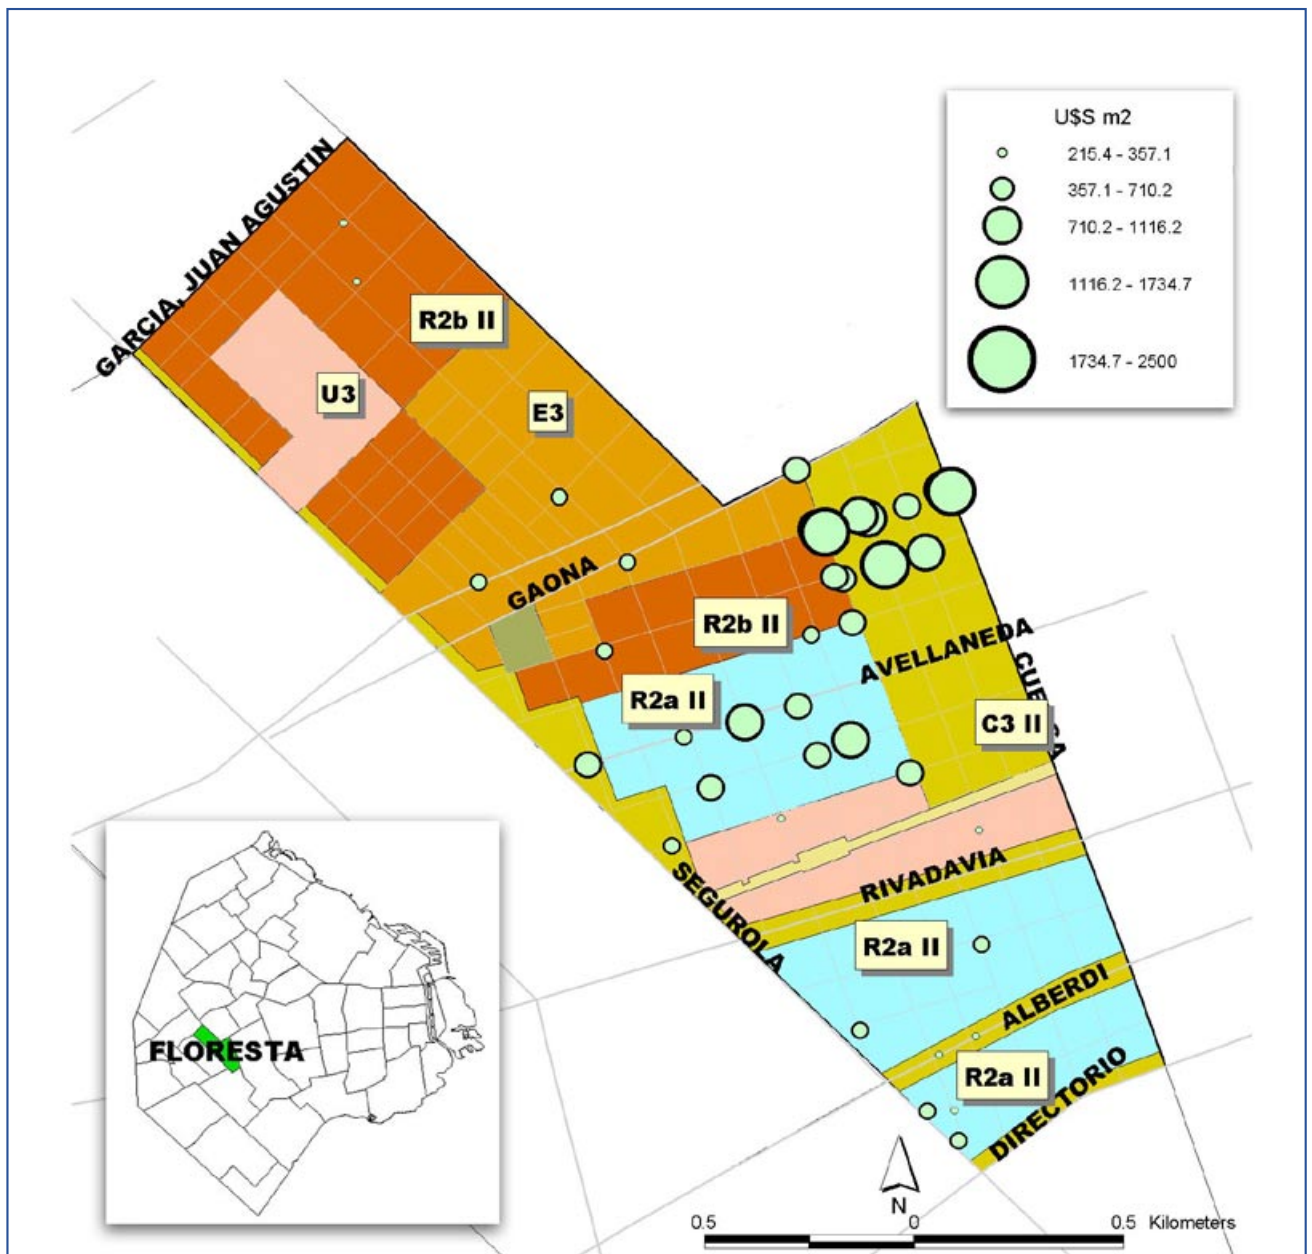 U$S m2
215.4 - 357.1
357.1 - 710.2
710.2 - 1116.2
1116.2 - 1734.7
1734.7 - 2500
GARCIA, JUAN AGUSTIN
R2b II
U3
E3
GAONA
R2b II
AVELLANEDA
R2a II
C3 II
SEGUROLA
RIVADAVIA
R2a II
ALBERDI
R2a II
DIRECTORIO
FLORESTA
N
0.5 0 0.5 Kilometers